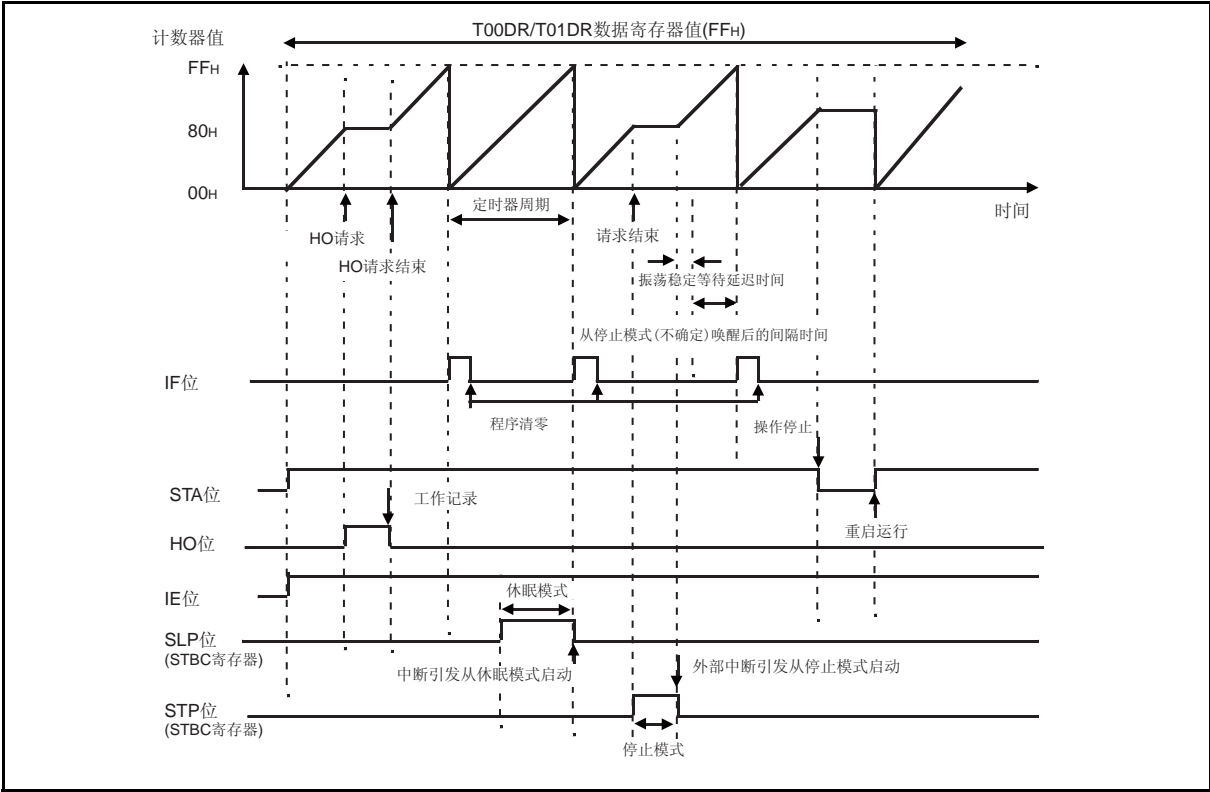 T00DR/T01DR数据寄存器值(FFH)
计数器值
FFH
80H
00H
时间
定时器周期
HO请求
HO请求结束
请求结束
振荡稳定等待延迟时间
从停止模式(不确定)唤醒后的间隔时间
IF位
程序清零
操作停止
STA位
工作记录
重启运行
HO位
IE位
休眠模式
SLP位
(STBC寄存器)
中断引发从休眠模式启动
外部中断引发从停止模式启动
STP位
(STBC寄存器)
停止模式